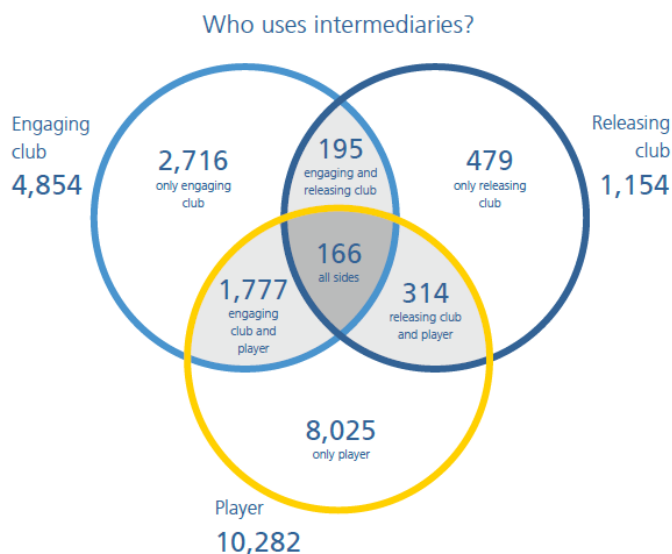 Who uses intermediaries?
Engaging
club
4,854
2,716
only engaging
club
195
engaging and
releasing club
479
only releasing
club
Releasing
club
1,154
166
all sides
1,777
engaging
club and
player
314
releasing club
and player
8,025
only player
Player
10,282